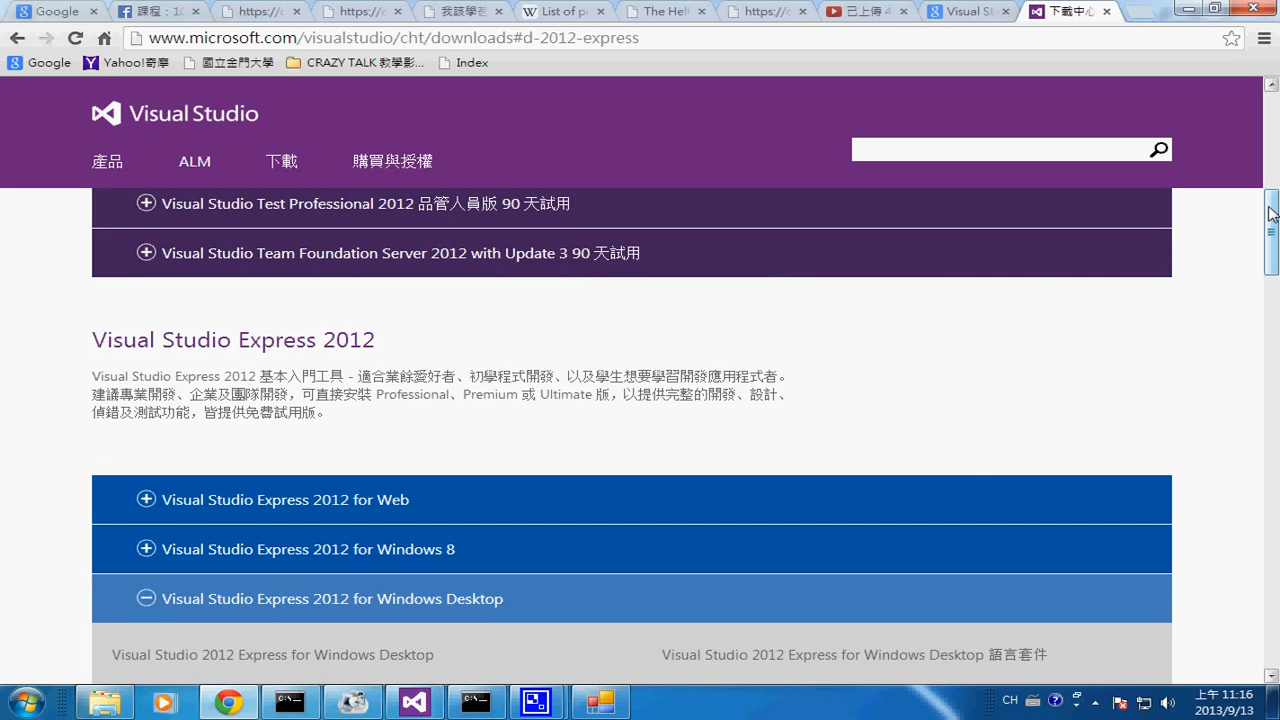 Google
課程：1(
https://c
https://c
我該學習
List of p
The Hell
https://c
已上傳 4
Visual St
下載中心
www.microsoft.com/visualstudio/cht/downloads#d-2012-express
Google
Yahoo!奇摩
國立金門大學
CRAZY TALK 教學影...
Index
Visual Studio
產品
ALM
下載
購買與授權
Visual Studio Test Professional 2012 品管人員版 90 天試用
Visual Studio Team Foundation Server 2012 with Update 3 90 天試用
Visual Studio Express 2012
Visual Studio Express 2012 基本入門工具 - 適合業餘愛好者、初學程式開發、以及學生想要學習開發應用程式者。
建議專業開發、企業及團隊開發，可直接安裝 Professional、Premium 或 Ultimate 版，以提供完整的開發、設計、
偵錯及測試功能，皆提供免費試用版。
Visual Studio Express 2012 for Web
Visual Studio Express 2012 for Windows 8
Visual Studio Express 2012 for Windows Desktop
Visual Studio 2012 Express for Windows Desktop
Visual Studio 2012 Express for Windows Desktop 語言套件
C:\.
C:\.
CH
上午 11:16
2013/9/13